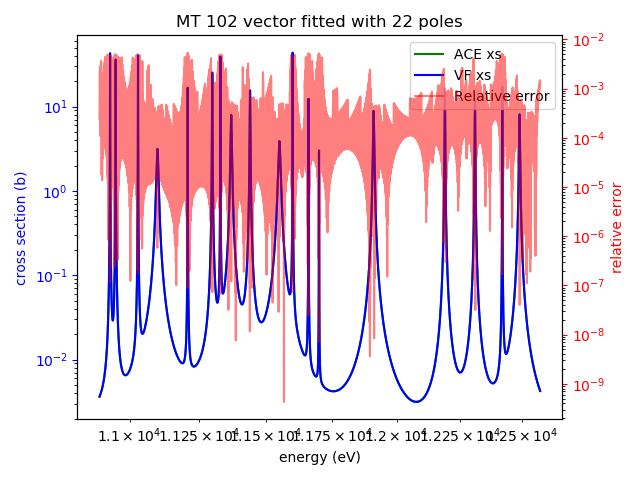 MT 102 vector fitted with 22 poles
ACE xs
VF xs
Relative error
cross section (b)
10¹
10⁰
10⁻¹
10⁻²
10⁻²
10⁻³
10⁻⁴
10⁻⁵
10⁻⁶
10⁻⁷
10⁻⁸
10⁻⁹
relative error
1.1 × 10⁴ 1.125 × 10⁴ 1.15 × 10⁴ 1.175 × 10⁴ 1.2 × 10⁴ 1.225 × 10⁴ 1.25 × 10⁴
energy (eV)